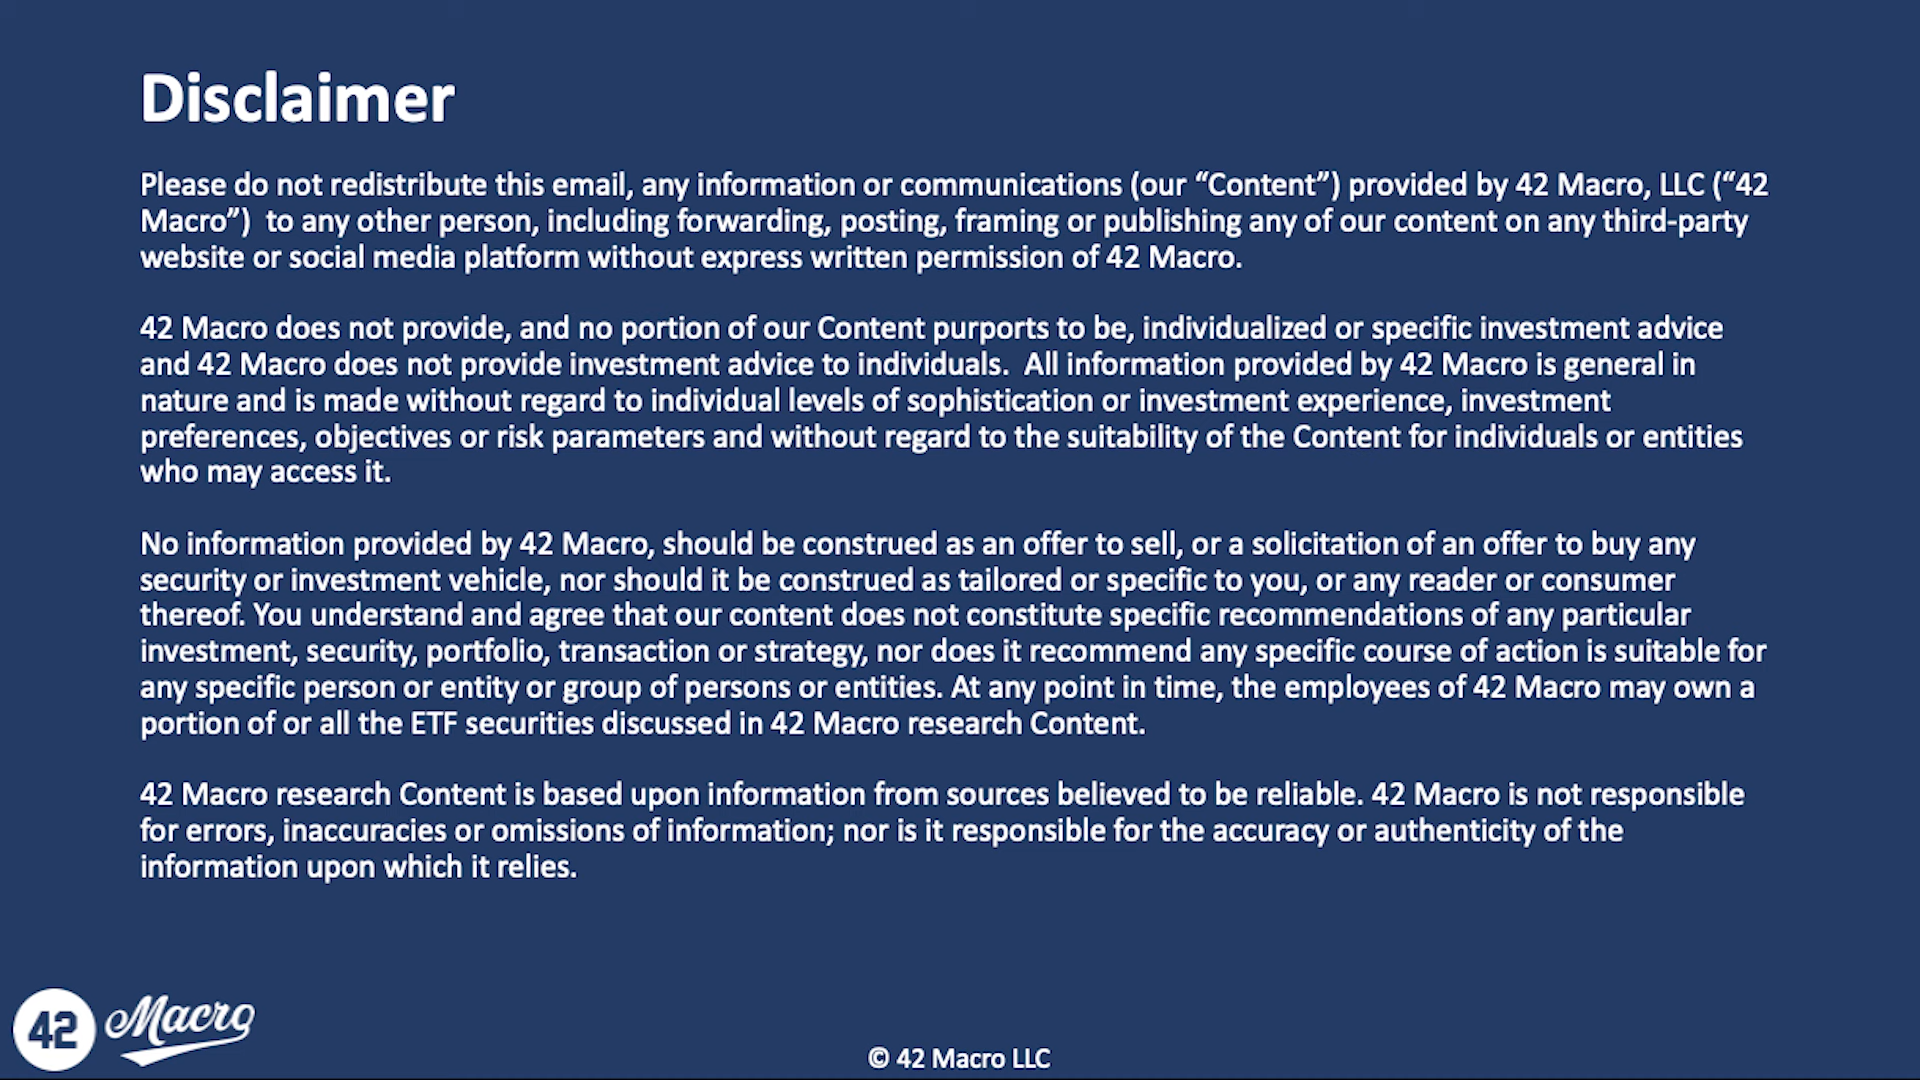 Disclaimer
Please do not redistribute this email, any information or communications (our “Content”) provided by 42 Macro, LLC (“42
Macro”)  to any other person, including forwarding, posting, framing or publishing any of our content on any third-party
website or social media platform without express written permission of 42 Macro.
42 Macro does not provide, and no portion of our Content purports to be, individualized or specific investment advice
and 42 Macro does not provide investment advice to individuals.  All information provided by 42 Macro is general in
nature and is made without regard to individual levels of sophistication or investment experience, investment
preferences, objectives or risk parameters and without regard to the suitability of the Content for individuals or entities
who may access it.
No information provided by 42 Macro, should be construed as an offer to sell, or a solicitation of an offer to buy any
security or investment vehicle, nor should it be construed as tailored or specific to you, or any reader or consumer
thereof. You understand and agree that our content does not constitute specific recommendations of any particular
investment, security, portfolio, transaction or strategy, nor does it recommend any specific course of action is suitable for
any specific person or entity or group of persons or entities. At any point in time, the employees of 42 Macro may own a
portion of or all the ETF securities discussed in 42 Macro research Content.
42 Macro research Content is based upon information from sources believed to be reliable. 42 Macro is not responsible
for errors, inaccuracies or omissions of information; nor is it responsible for the accuracy or authenticity of the
information upon which it relies.
42 Macro
© 42 Macro LLC